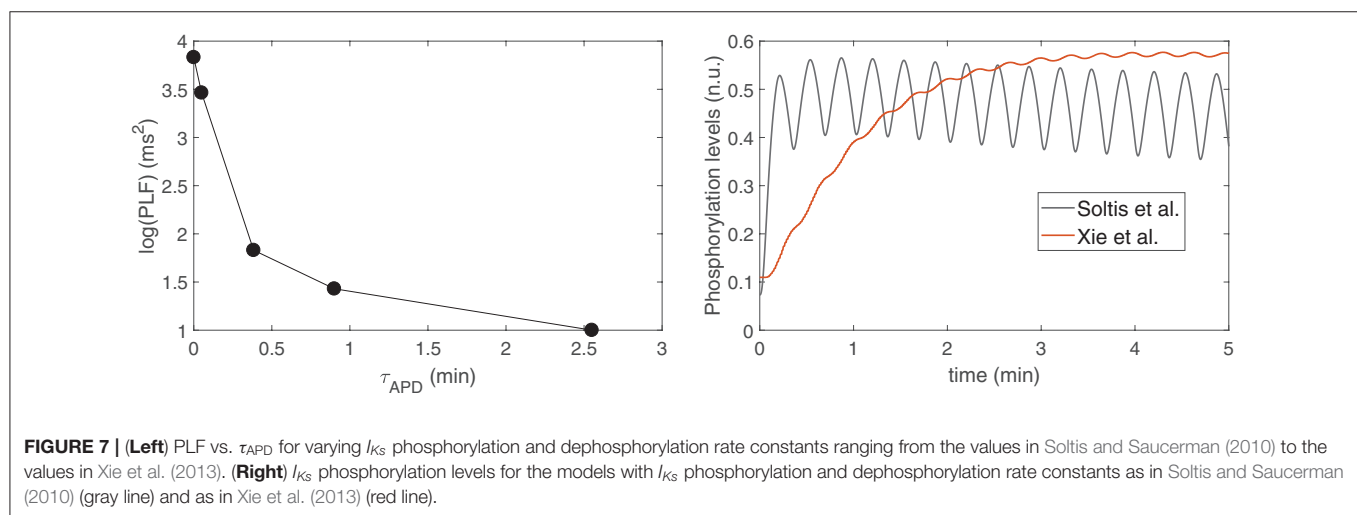 4
3.5
3
2.5
2
1.5
1
log(PLF) (ms²)
0 0.5 1 1.5 2 2.5 3
τAPD (min)
0.6
0.5
0.4
0.3
0.2
0.1
0
Phosphorylation levels (n.u.)
Soltis et al.
Xie et al.
0 1 2 3 4 5
time (min)
FIGURE 7 | (Left) PLF vs. τAPD for varying IKs phosphorylation and dephosphorylation rate constants ranging from the values in Soltis and Saucerman (2010) to the
values in Xie et al. (2013). (Right) IKs phosphorylation levels for the models with IKs phosphorylation and dephosphorylation rate constants as in Soltis and Saucerman
(2010) (gray line) and as in Xie et al. (2013) (red line).